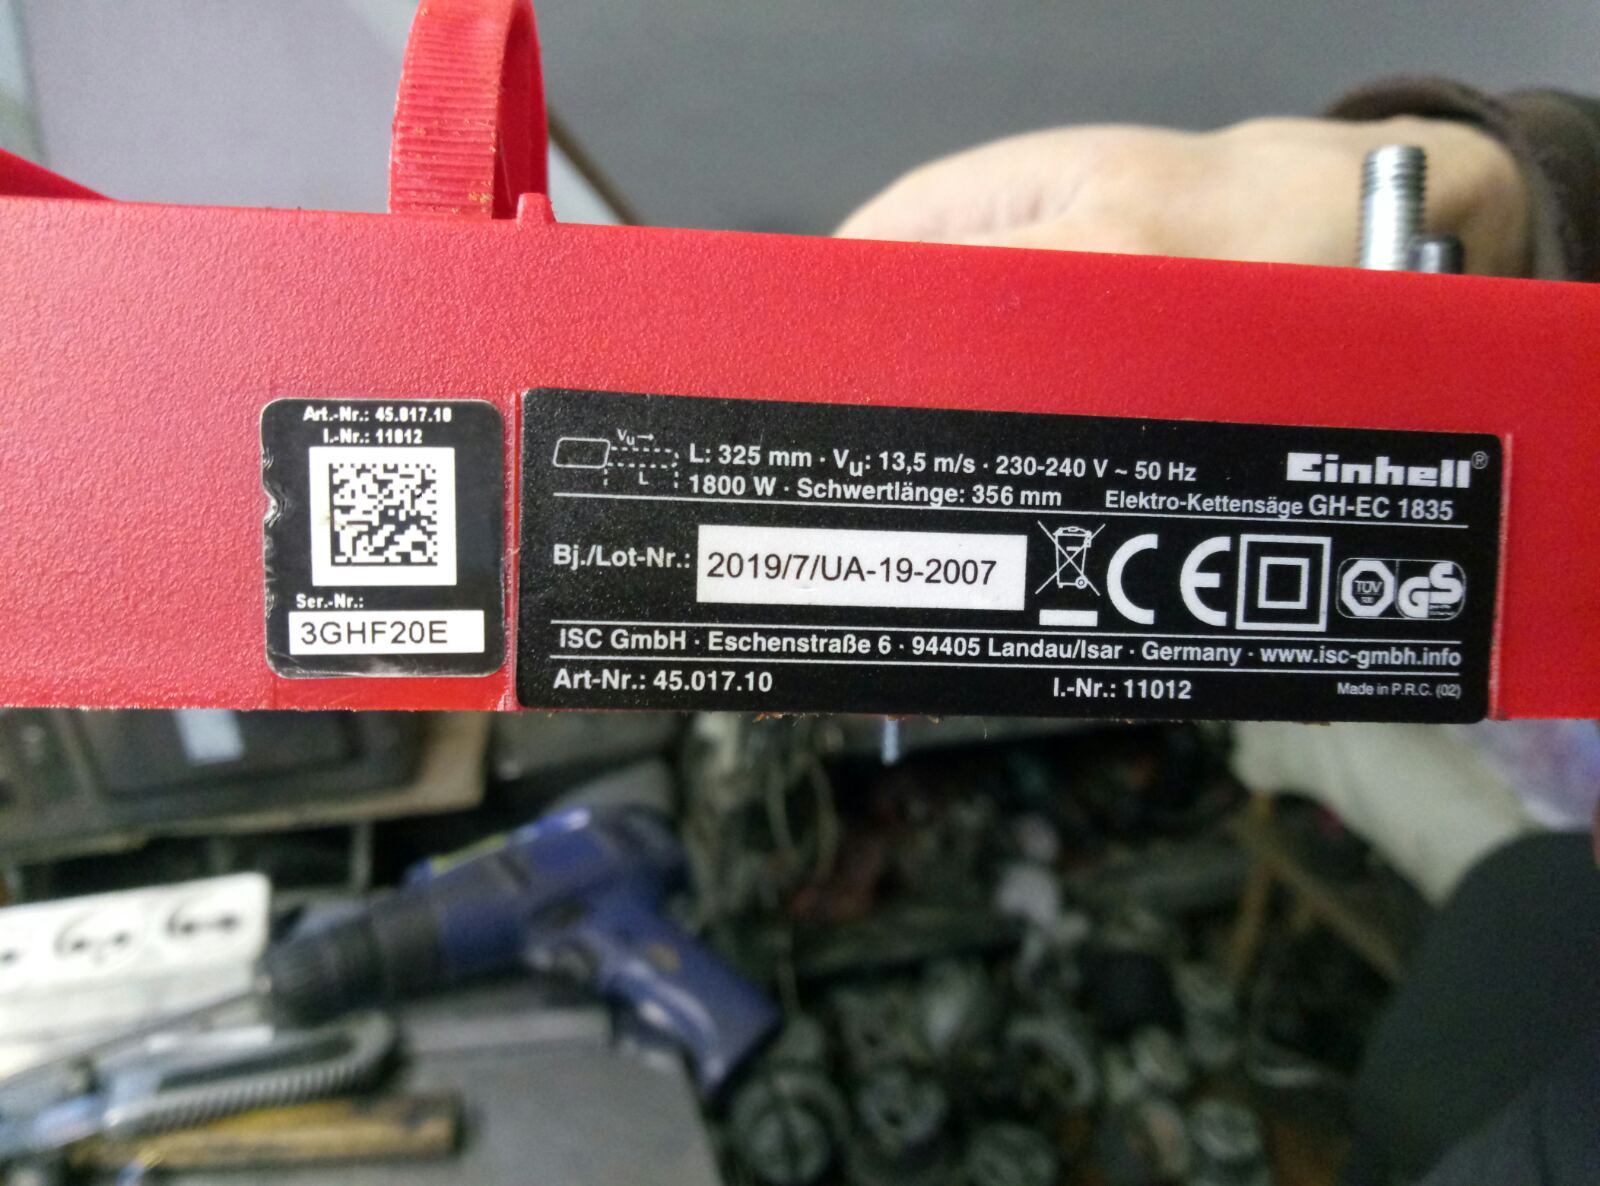 Art.-Nr.: 45.017.10
I.-Nr.: 11012
Ser.-Nr.:
3GHF20E
Vu
L
L: 325 mm · Vu: 13,5 m/s · 230-240 V ~ 50 Hz
1800 W · Schwertlänge: 356 mm
Einhell®
Elektro-Kettensäge GH-EC 1835
Bj./Lot-Nr.: 2019/7/UA-19-2007
CE
TÜV
GS
ISC GmbH · Eschenstraße 6 · 94405 Landau/Isar · Germany · www.isc-gmbh.info
Art-Nr.: 45.017.10
I.-Nr.: 11012
Made in P.R.C. (02)